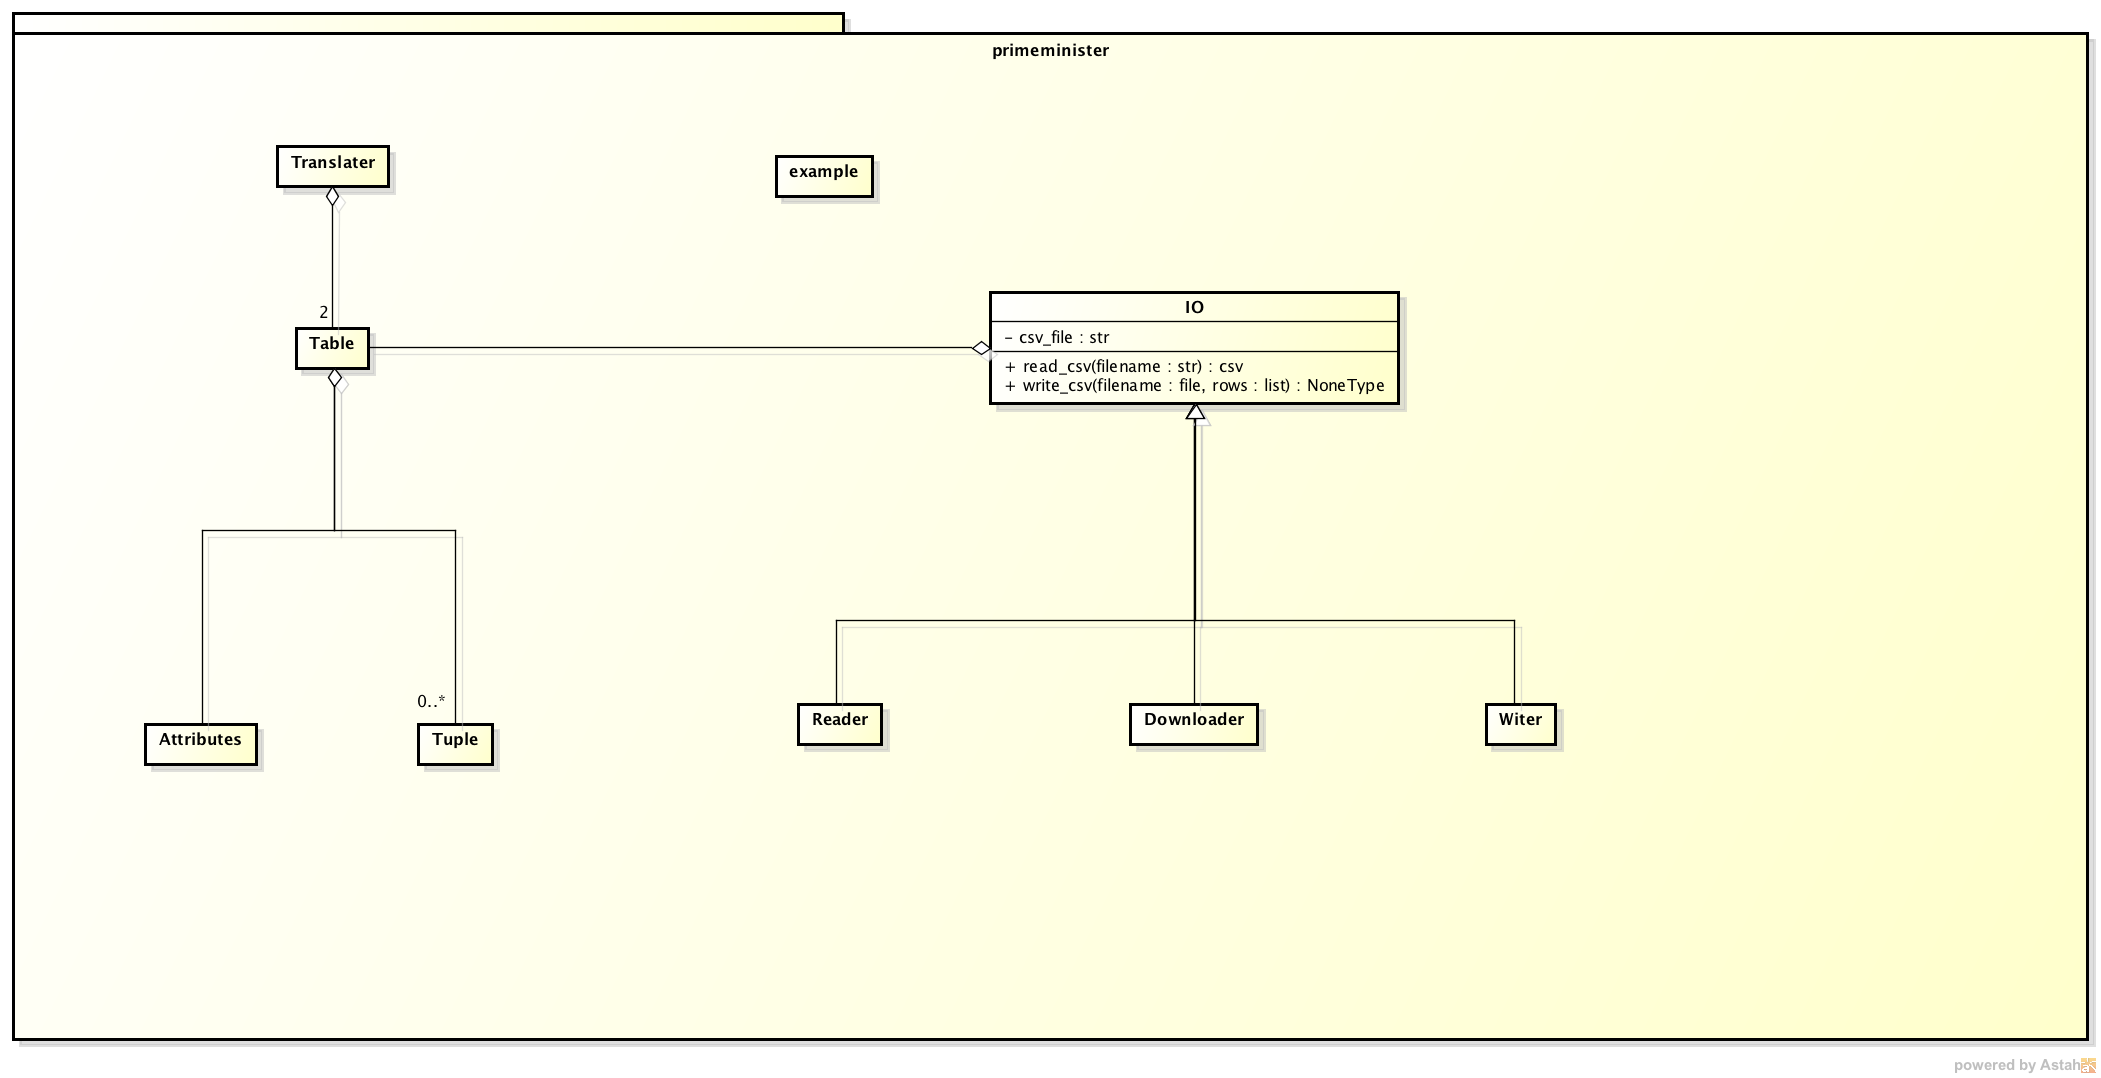 primeminister
Translater
example
2
Table
IO
- csv_file : str
+ read_csv(filename : str) : csv
+ write_csv(filename : file, rows : list) : NoneType
0..*
Attributes
Tuple
Reader
Downloader
Witer
powered by Astah